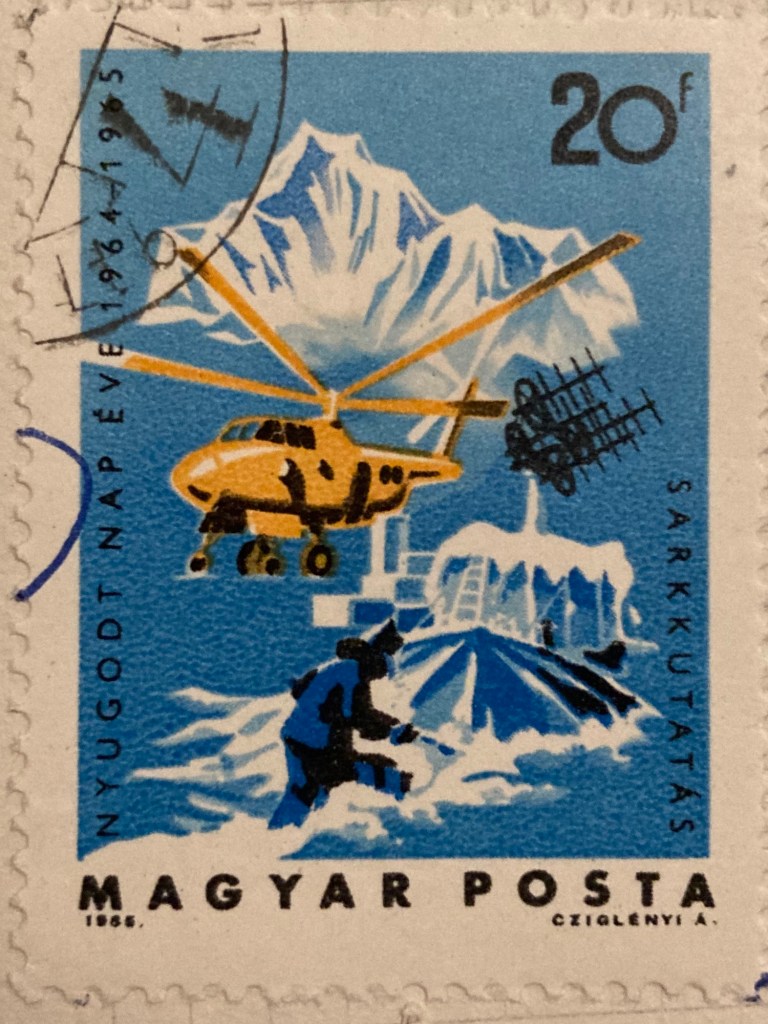 20f
NYUGODT NAP ÉVE 1964-1965
SARKKUTATÁS
MAGYAR POSTA
1965.
CZIGLÉNYI Á.